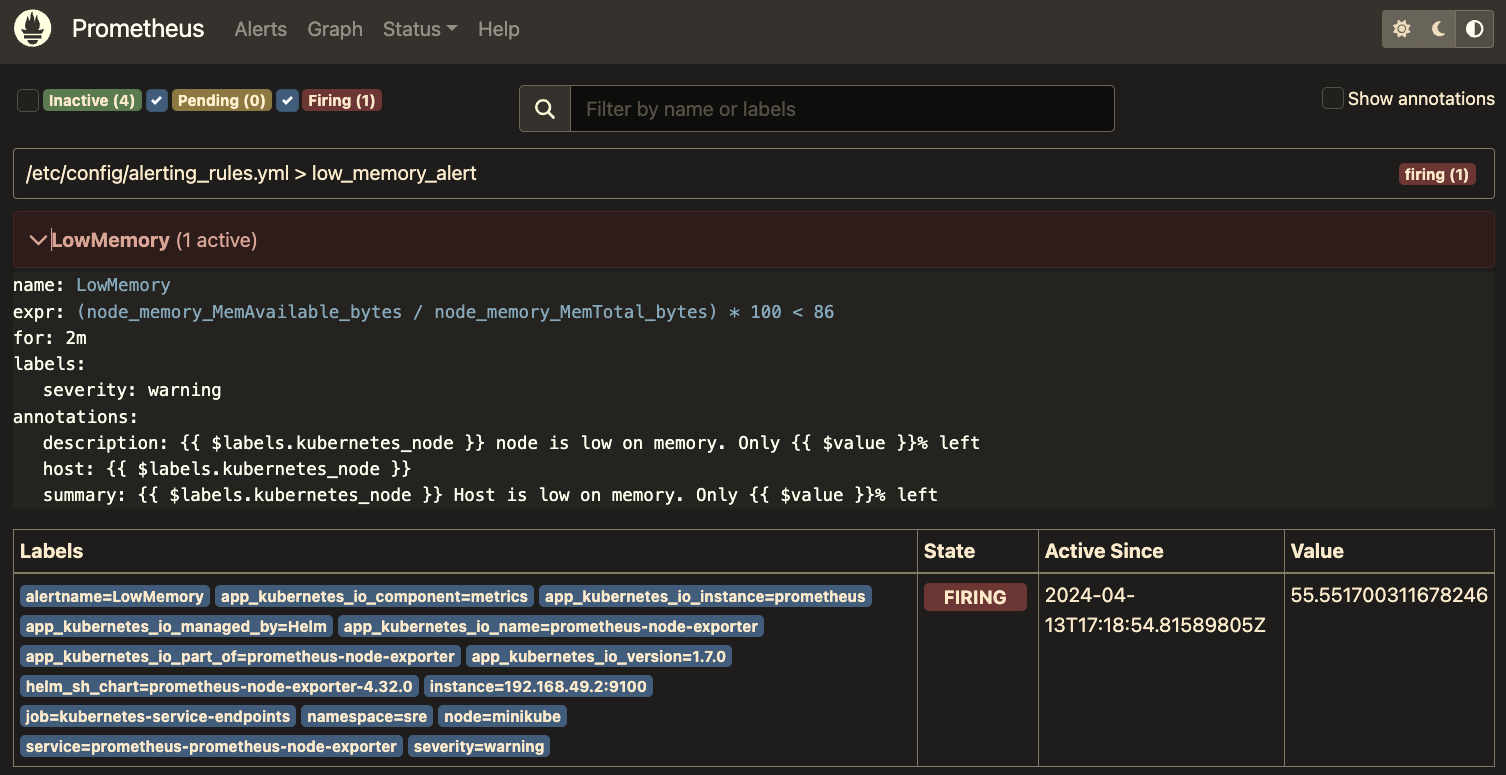 Prometheus Alerts Graph Status Help
Inactive (4) Pending (0) Firing (1) Filter by name or labels Show annotations
/etc/config/alerting_rules.yml > low_memory_alert firing (1)
LowMemory (1 active)
name: LowMemory
expr: (node_memory_MemAvailable_bytes / node_memory_MemTotal_bytes) * 100 < 86
for: 2m
labels:
severity: warning
annotations:
description: {{ $labels.kubernetes_node }} node is low on memory. Only {{ $value }}% left
host: {{ $labels.kubernetes_node }}
summary: {{ $labels.kubernetes_node }} Host is low on memory. Only {{ $value }}% left
Labels State Active Since Value
alertname=LowMemory app_kubernetes_io_component=metrics app_kubernetes_io_instance=prometheus FIRING 2024-04- 55.551700311678246
app_kubernetes_io_managed_by=Helm app_kubernetes_io_name=prometheus-node-exporter 13T17:18:54.81589805Z
app_kubernetes_io_part_of=prometheus-node-exporter app_kubernetes_io_version=1.7.0
helm_sh_chart=prometheus-node-exporter-4.32.0 instance=192.168.49.2:9100
job=kubernetes-service-endpoints namespace=sre node=minikube
service=prometheus-prometheus-node-exporter severity=warning